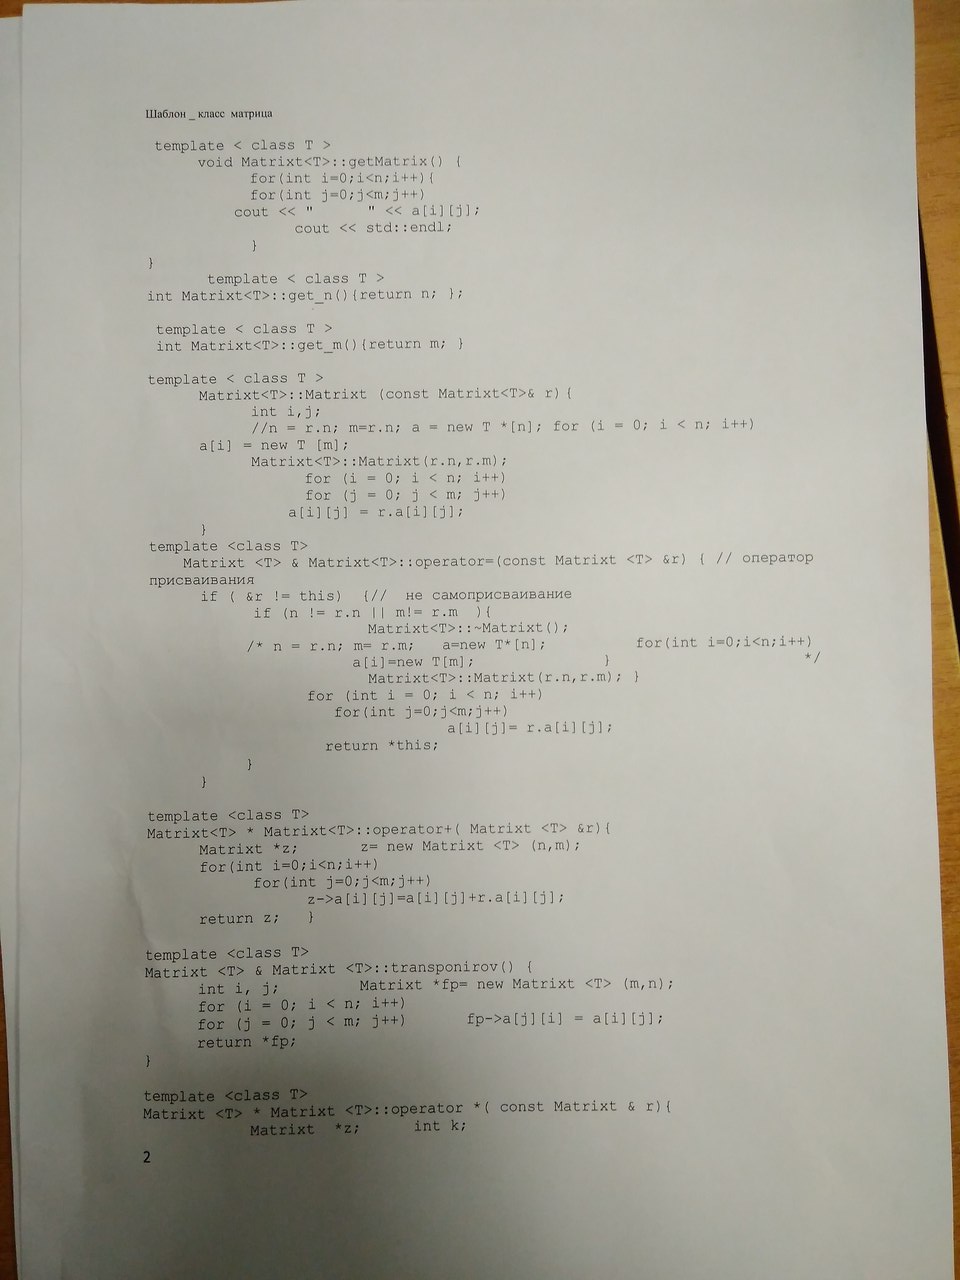 Шаблон _ класс матрица
template < class T >
void Matrixt<T>::getMatrix() {
for(int i=0;i<n;i++){
for(int j=0;j<m;j++)
cout << "      " << a[i][j];
cout << std::endl;
}
}
template < class T >
int Matrixt<T>::get_n(){return n; };
template < class T >
int Matrixt<T>::get_m(){return m; }
template < class T >
Matrixt<T>::Matrixt (const Matrixt<T>& r){
int i,j;
//n = r.n; m=r.n; a = new T *[n]; for (i = 0; i < n; i++)
a[i] = new T [m];
Matrixt<T>::Matrixt(r.n,r.m);
for (i = 0; i < n; i++)
for (j = 0; j < m; j++)
a[i][j] = r.a[i][j];
}
template <class T>
Matrixt <T> & Matrixt<T>::operator=(const Matrixt <T> &r) { // оператор
присваивания
if ( &r != this) {// не самоприсваивание
if (n != r.n || m!= r.m ){
Matrixt<T>::~Matrixt();
/* n = r.n; m= r.m; a=new T*[n]; for(int i=0;i<n;i++)
a[i]=new T[m]; } */
Matrixt<T>::Matrixt(r.n,r.m); }
for (int i = 0; i < n; i++)
for(int j=0;j<m;j++)
a[i][j]= r.a[i][j];
return *this;
}
}
template <class T>
Matrixt<T> * Matrixt<T>::operator+( Matrixt <T> &r){
Matrixt *z; z= new Matrixt <T> (n,m);
for(int i=0;i<n;i++)
for(int j=0;j<m;j++)
z->a[i][j]=a[i][j]+r.a[i][j];
return z; }
template <class T>
Matrixt <T> & Matrixt <T>::transponirov() {
int i, j; Matrixt *fp= new Matrixt <T> (m,n);
for (i = 0; i < n; i++)
for (j = 0; j < m; j++) fp->a[j][i] = a[i][j];
return *fp;
}
template <class T>
Matrixt <T> * Matrixt <T>::operator *( const Matrixt & r){
Matrixt *z; int k;
2